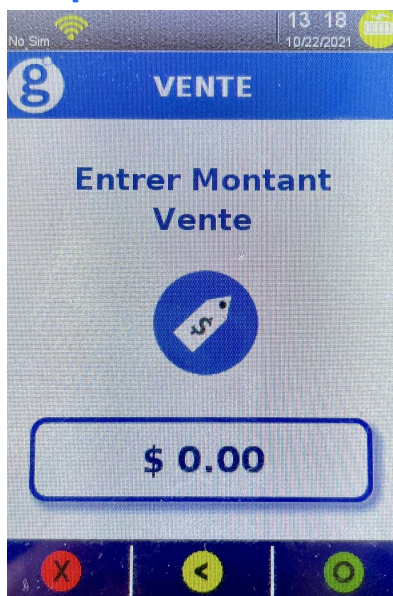 No Sim
13 18
10/22/2021
g
VENTE
Entrer Montant
Vente
$
$ 0.00
X
<
O